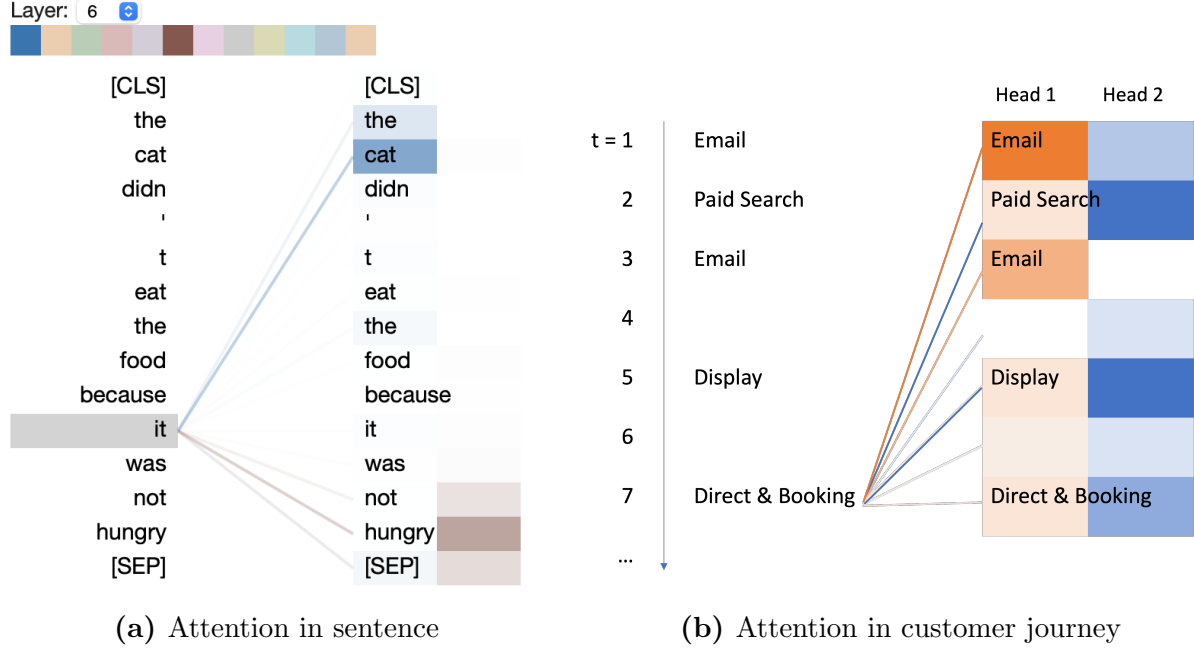 Layer: 6
[CLS] [CLS]
the the
cat cat
didn didn
' '
t t
eat eat
the the
food food
because because
it it
was was
not not
hungry hungry
[SEP] [SEP]
(a) Attention in sentence
Head 1 Head 2
t = 1 Email Email
2 Paid Search Paid Search
3 Email Email
4
5 Display Display
6
7 Direct & Booking Direct & Booking
...
(b) Attention in customer journey